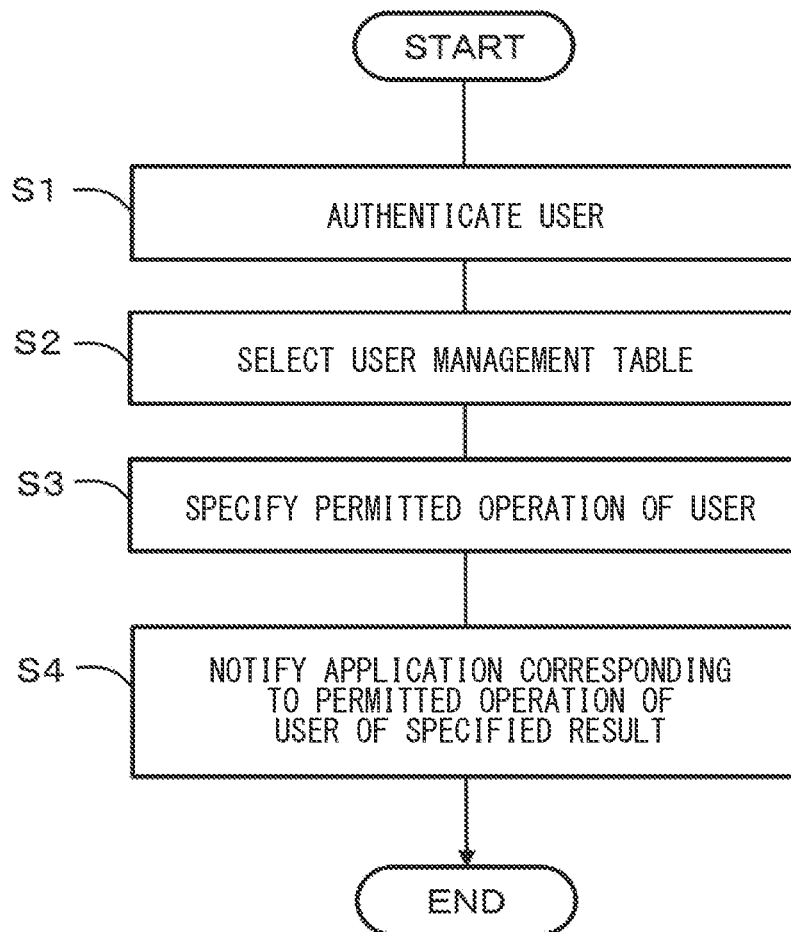 START
S1
AUTHENTICATE USER
S2
SELECT USER MANAGEMENT TABLE
S3
SPECIFY PERMITTED OPERATION OF USER
S4
NOTIFY APPLICATION CORRESPONDING
TO PERMITTED OPERATION OF
USER OF SPECIFIED RESULT
END